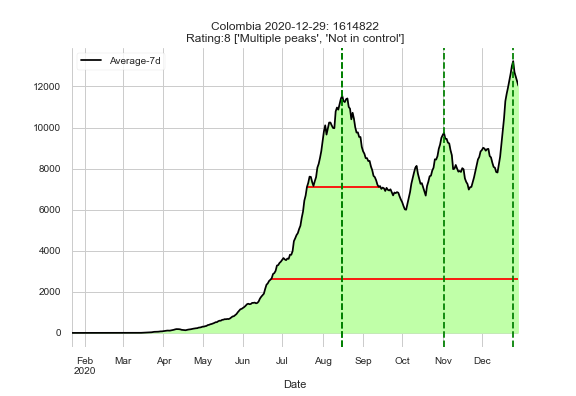 Colombia 2020-12-29: 1614822
Rating:8 ['Multiple peaks', 'Not in control']
Average-7d
12000
10000
8000
6000
4000
2000
0
Feb Mar Apr May Jun Jul Aug Sep Oct Nov Dec
2020
Date